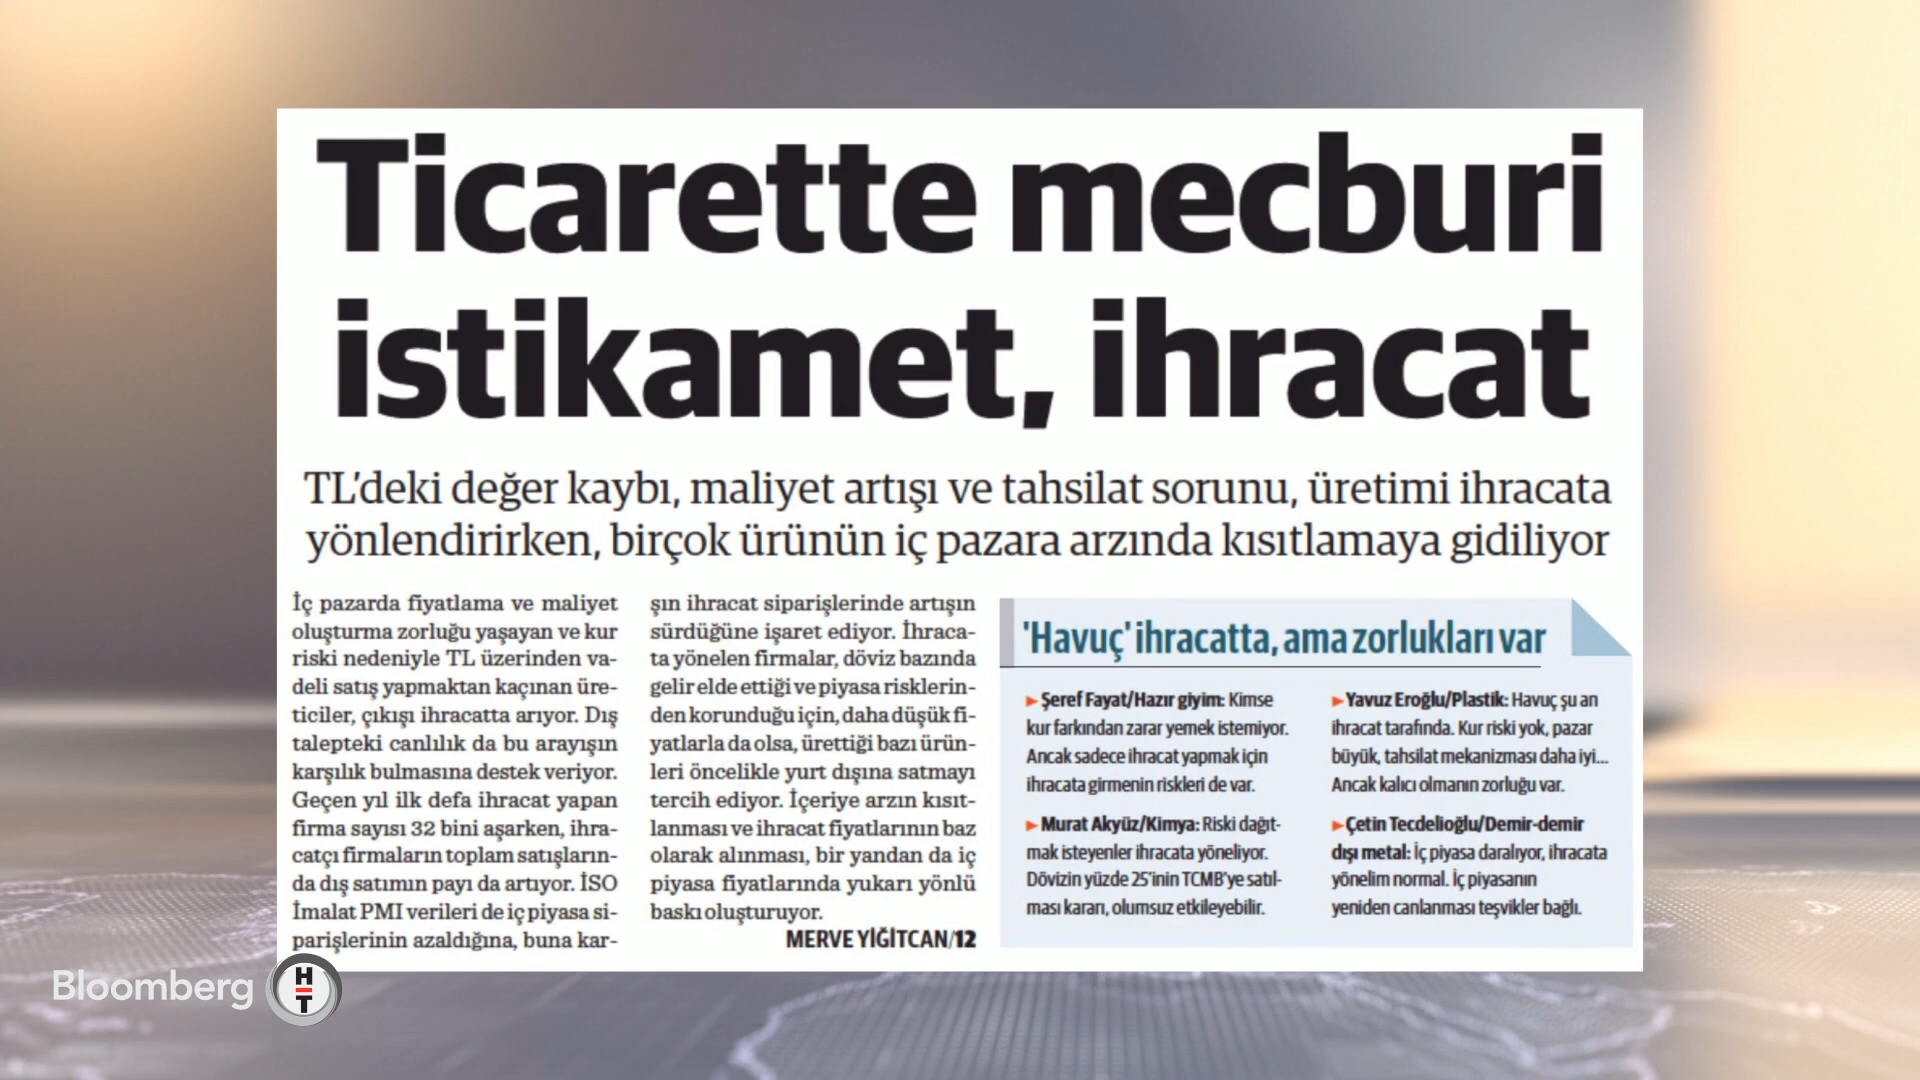 Ticarette mecburi
istikamet, ihracat
TL'deki değer kaybı, maliyet artışı ve tahsilat sorunu, üretimi ihracata
yönlendirirken, birçok ürünün iç pazara arzında kısıtlamaya gidiliyor
İç pazarda fiyatlama ve maliyet
oluşturma zorluğu yaşayan ve kur
riski nedeniyle TL üzerinden va-
deli satış yapmaktan kaçınan üre-
ticiler, çıkışı ihracatta arıyor. Dış
talepteki canlılık da bu arayışın
karşılık bulmasına destek veriyor.
Geçen yıl ilk defa ihracat yapan
firma sayısı 32 bini aşarken, ihra-
catçı firmaların toplam satışların-
da dış satımın payı da artıyor. İSO
İmalat PMI verileri de iç piyasa si-
parişlerinin azaldığına, buna kar-
şın ihracat siparişlerinde artışın
sürdüğüne işaret ediyor. İhraca-
ta yönelen firmalar, döviz bazında
gelir elde ettiği ve piyasa risklerin-
den korunduğu için, daha düşük fi-
yatlarla da olsa, ürettiği bazı ürün-
leri öncelikle yurt dışına satmayı
tercih ediyor. İçeriye arzın kısıt-
lanması ve ihracat fiyatlarının baz
olarak alınması, bir yandan da iç
piyasa fiyatlarında yukarı yönlü
baskı oluşturuyor.
MERVE YİĞİTCAN/12
'Havuç' ihracatta, ama zorlukları var
►Şeref Fayat/Hazır giyim: Kimse
kur farkından zarar yemek istemiyor.
Ancak sadece ihracat yapmak için
ihracata girmenin riskleri de var.
►Murat Akyüz/Kimya: Riski dağıt-
mak isteyenler ihracata yöneliyor.
Dövizin yüzde 25'inin TCMB'ye satıl-
ması kararı, olumsuz etkileyebilir.
►Yavuz Eroğlu/Plastik: Havuç şu an
ihracat tarafında. Kur riski yok, pazar
büyük, tahsilat mekanizması daha iyi...
Ancak kalıcı olmanın zorluğu var.
►Çetin Tecdelioğlu/Demir-demir
dışı metal: İç piyasa daralıyor, ihracata
yönelim normal. İç piyasanın
yeniden canlanması teşvikler bağlı.
Bloomberg HT